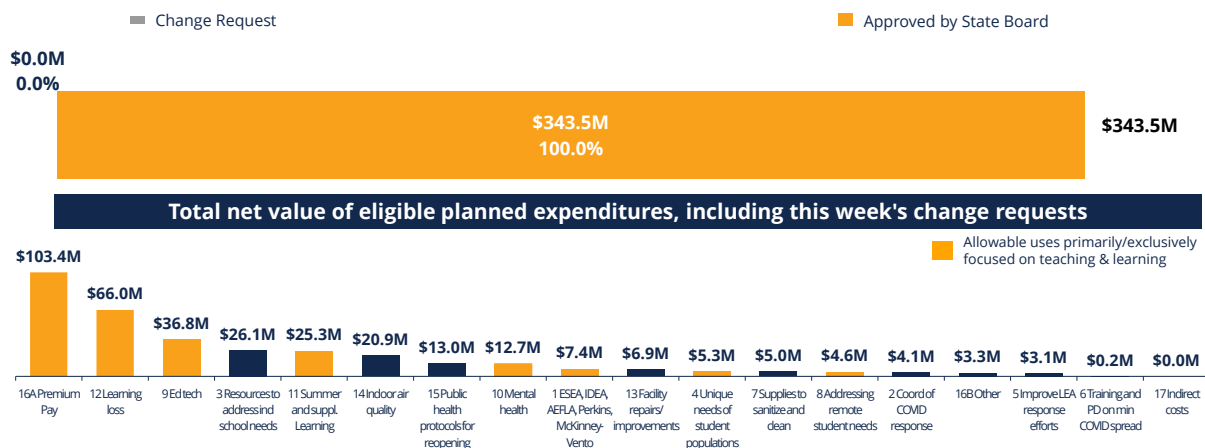 Change Request
Approved by State Board
$0.0M
0.0%
$343.5M
100.0%
$343.5M
Total net value of eligible planned expenditures, including this week's change requests
Allowable uses primarily/exclusively
focused on teaching & learning
$103.4M
$66.0M
$36.8M
$26.1M
$25.3M
$20.9M
$13.0M
$12.7M
$7.4M
$6.9M
$5.3M
$5.0M
$4.6M
$4.1M
$3.3M
$3.1M
$0.2M
$0.0M
16A Premium
Pay
12 Learning
loss
9 Ed tech
3 Resources to
address ind
school needs
11 Summer
and suppl.
Learning
14 Indoor air
quality
15 Public
health
protocols for
reopening
10 Mental
health
1 ESEA, IDEA,
AEFLA, Perkins,
McKinney-
Vento
13 Facility
repairs/
improvements
4 Unique
needs of
student
populations
7 Supplies to
sanitize and
clean
8 Addressing
remote
student needs
2 Coord of
COVID
response
16B Other
5 Improve LEA
response
efforts
6 Training and
PD on min
COVID spread
17 Indirect
costs